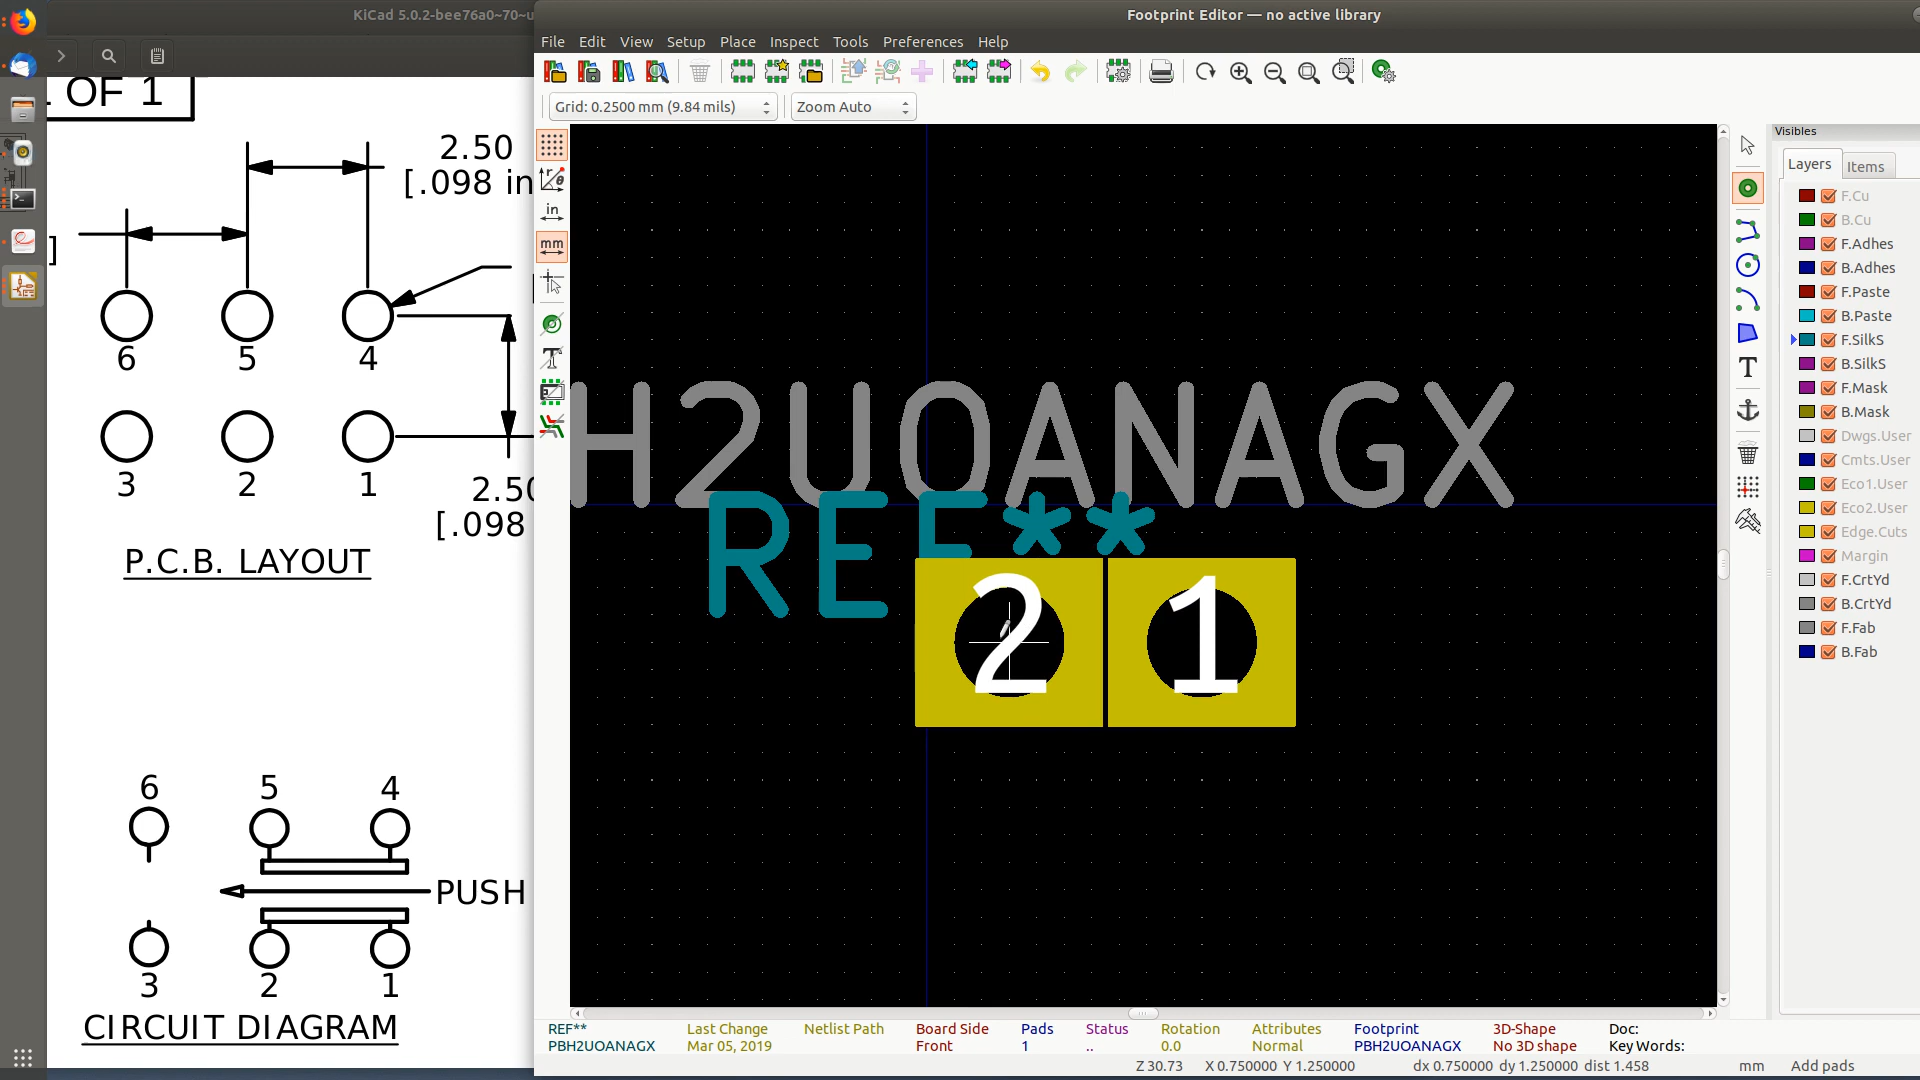 KiCad 5.0.2-bee76a0~70~u
Footprint Editor — no active library
File Edit View Setup Place Inspect Tools Preferences Help
Grid: 0.2500 mm (9.84 mils)
Zoom Auto
OF 1
2.50
[.098 in
]
6 5 4
3 2 1
2.50
[.098
P.C.B. LAYOUT
6 5 4
PUSH
3 2 1
CIRCUIT DIAGRAM
in
mm
H2UOANAGX
REF**
2 1
T
Visibles
Layers Items
F.Cu
B.Cu
F.Adhes
B.Adhes
F.Paste
B.Paste
F.SilkS
B.SilkS
F.Mask
B.Mask
Dwgs.User
Cmts.User
Eco1.User
Eco2.User
Edge.Cuts
Margin
F.CrtYd
B.CrtYd
F.Fab
B.Fab
REF** Last Change Netlist Path Board Side Pads Status Rotation Attributes Footprint 3D-Shape Doc:
PBH2UOANAGX Mar 05, 2019 Front 1 .. 0.0 Normal PBH2UOANAGX No 3D shape Key Words:
Z 30.73 X 0.750000 Y 1.250000 dx 0.750000 dy 1.250000 dist 1.458 mm Add pads